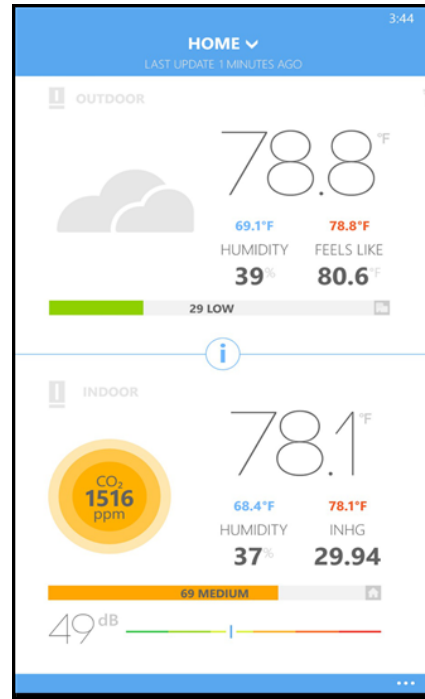 3:44
HOME
LAST UPDATE 1 MINUTES AGO
OUTDOOR
78.8°F
69.1°F 78.8°F
HUMIDITY FEELS LIKE
39% 80.6°F
29 LOW
i
INDOOR
78.1°F
CO₂
1516
ppm
68.4°F 78.1°F
HUMIDITY INHG
37% 29.94
69 MEDIUM
49 dB